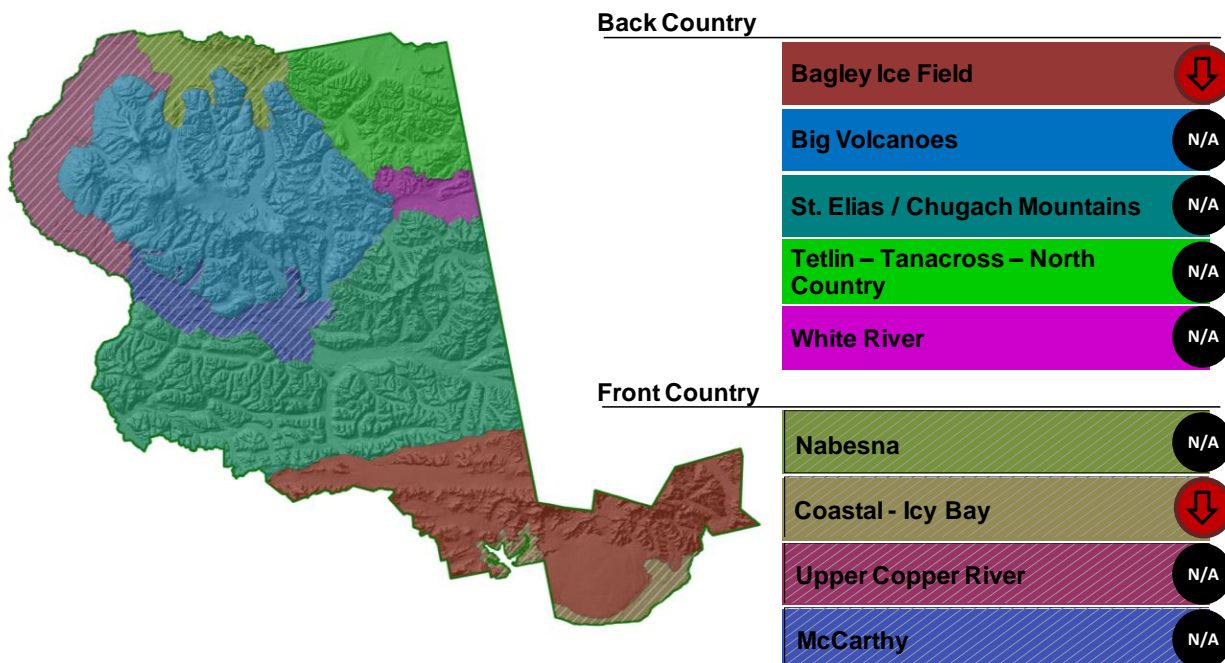 Back Country
Bagley Ice Field
Big Volcanoes
N/A
St. Elias / Chugach Mountains
N/A
Tetlin – Tanacross – North
Country
N/A
White River
N/A
Front Country
Nabesna
N/A
Coastal - Icy Bay
Upper Copper River
N/A
McCarthy
N/A